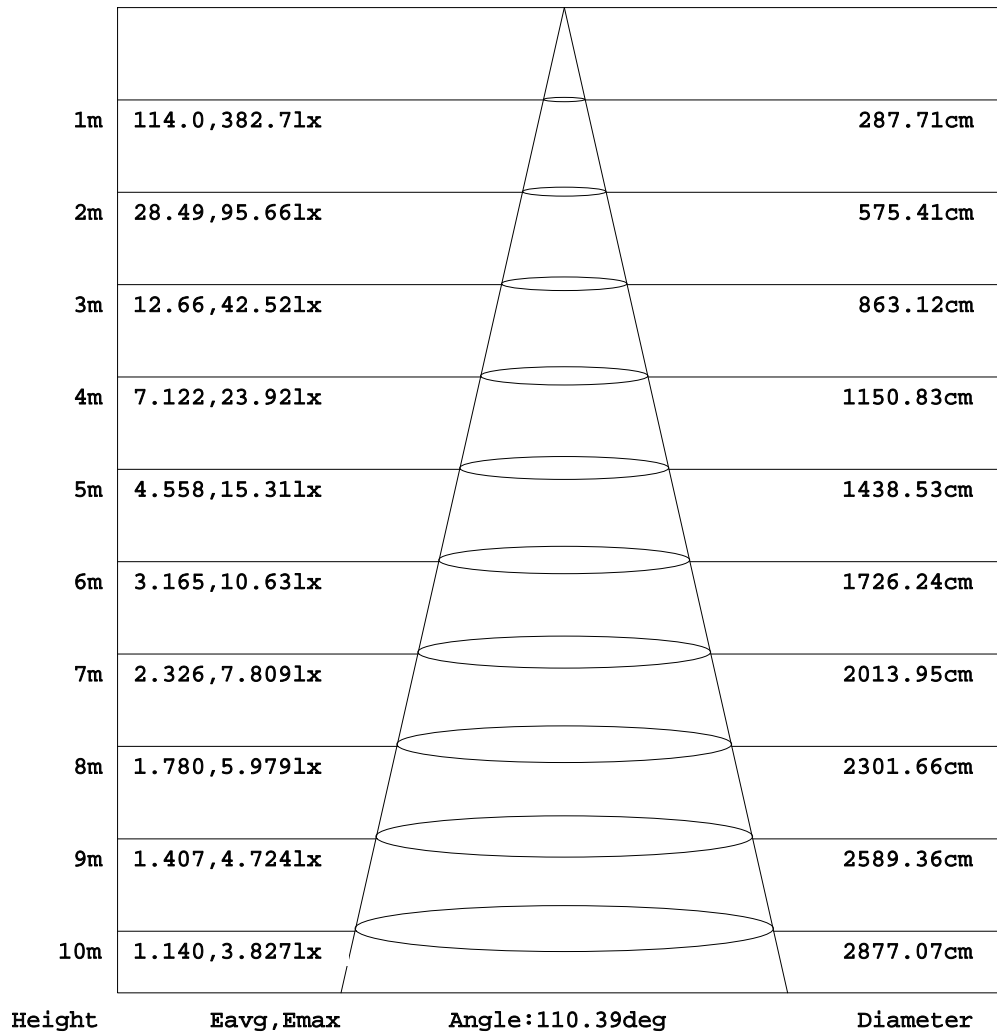 1m 114.0,382.7lx 287.71cm
2m 28.49,95.66lx 575.41cm
3m 12.66,42.52lx 863.12cm
4m 7.122,23.92lx 1150.83cm
5m 4.558,15.31lx 1438.53cm
6m 3.165,10.63lx 1726.24cm
7m 2.326,7.809lx 2013.95cm
8m 1.780,5.979lx 2301.66cm
9m 1.407,4.724lx 2589.36cm
10m 1.140,3.827lx 2877.07cm
Height Eavg,Emax Angle:110.39deg Diameter